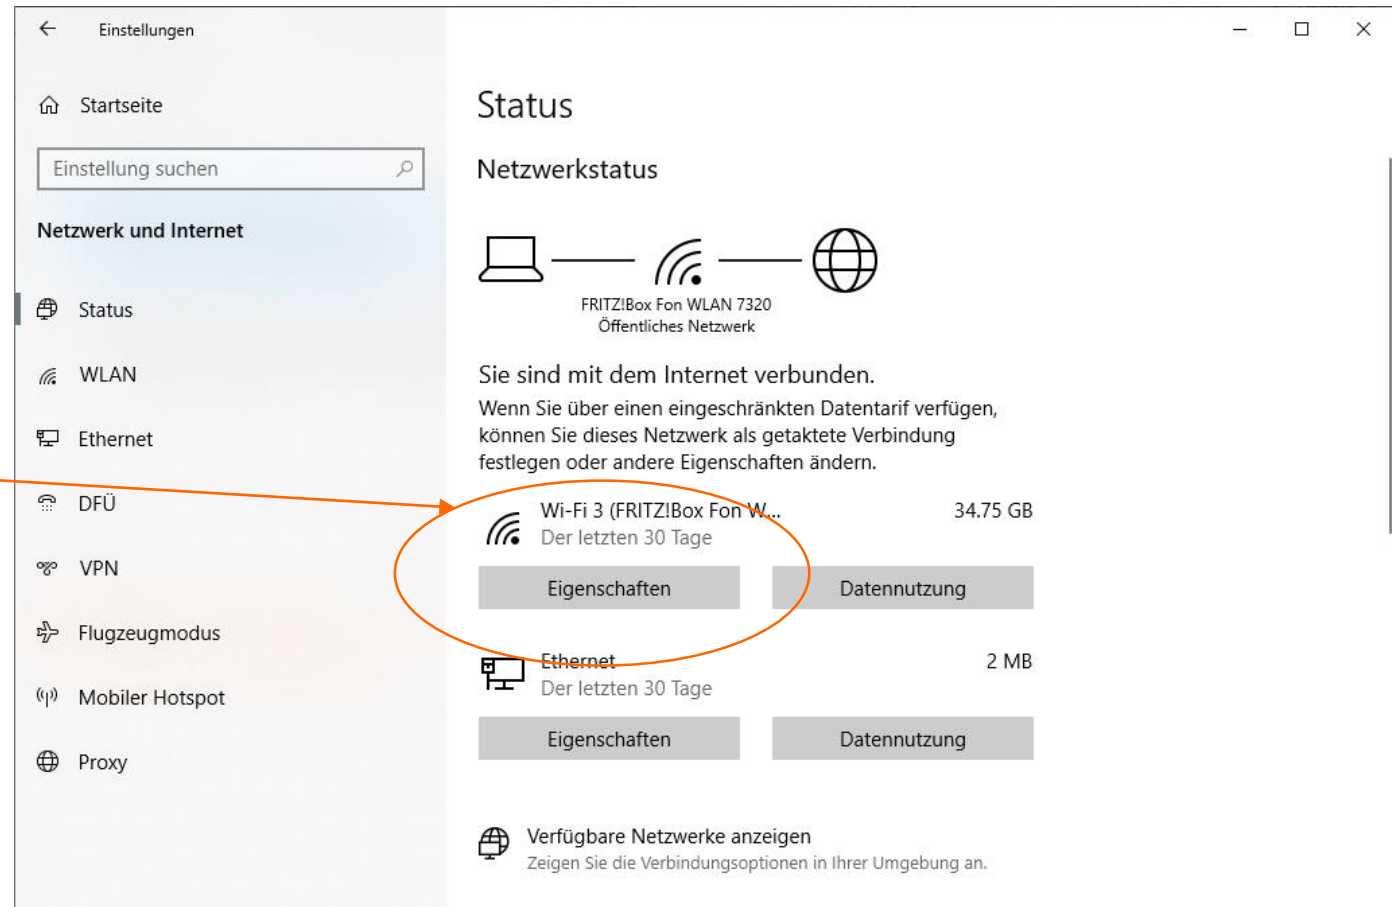 Einstellungen
Startseite
Einstellung suchen
Netzwerk und Internet
Status
WLAN
Ethernet
DFÜ
VPN
Flugzeugmodus
Mobiler Hotspot
Proxy
Status
Netzwerkstatus
FRITZ!Box Fon WLAN 7320
Öffentliches Netzwerk
Sie sind mit dem Internet verbunden.
Wenn Sie über einen eingeschränkten Datentarif verfügen,
können Sie dieses Netzwerk als getaktete Verbindung
festlegen oder andere Eigenschaften ändern.
Wi-Fi 3 (FRITZ!Box Fon W... 34.75 GB
Der letzten 30 Tage
Eigenschaften Datennutzung
Ethernet 2 MB
Der letzten 30 Tage
Eigenschaften Datennutzung
Verfügbare Netzwerke anzeigen
Zeigen Sie die Verbindungsoptionen in Ihrer Umgebung an.